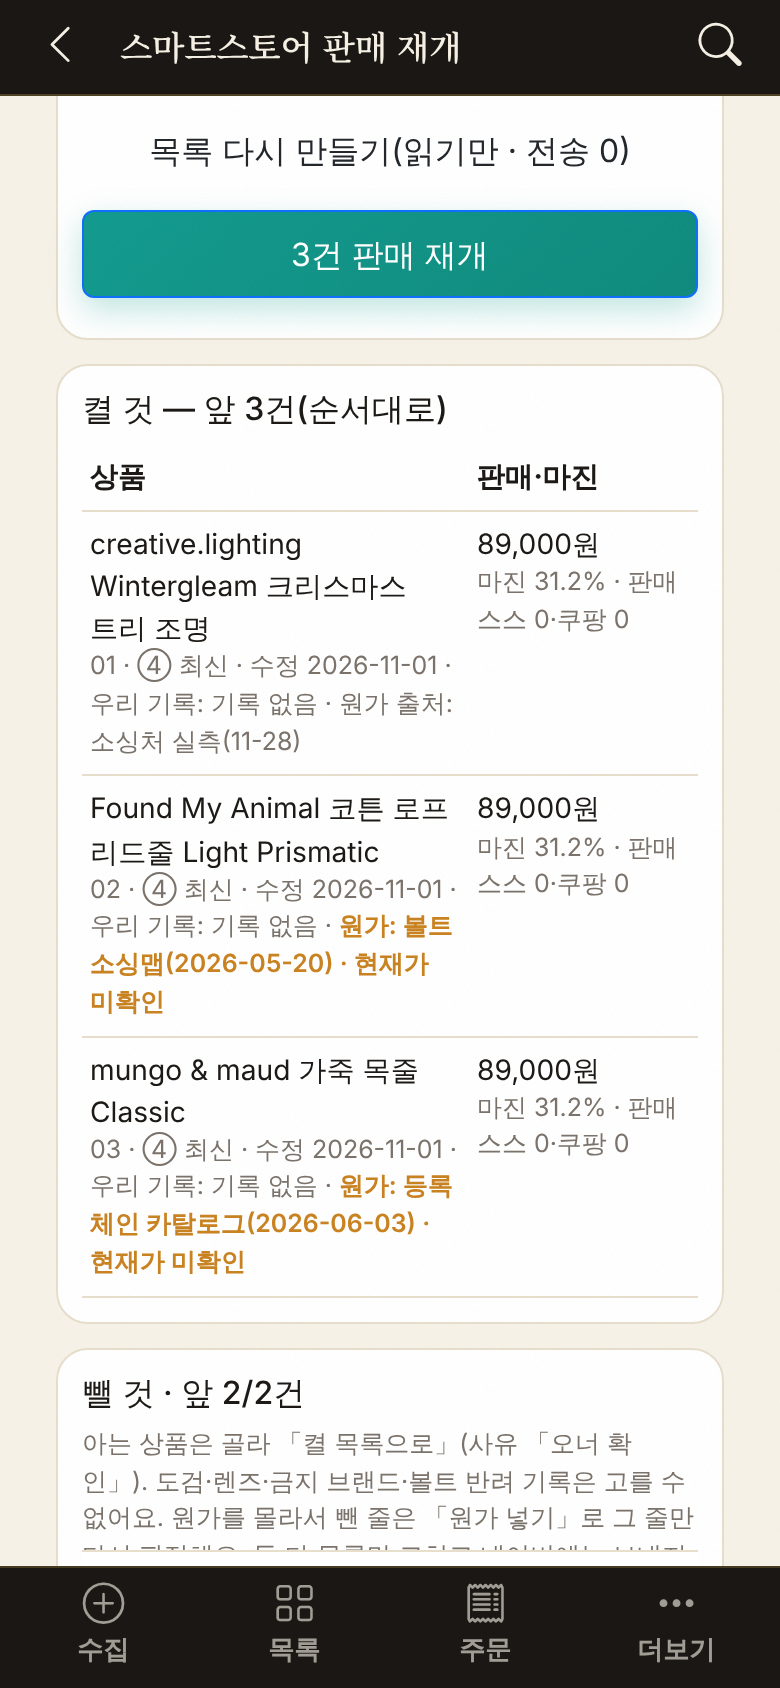 스마트스토어 판매 재개
목록 다시 만들기(읽기만 · 전송 0)
3건 판매 재개
켤 것 — 앞 3건(순서대로)
상품
판매·마진
creative.lighting
Wintergleam 크리스마스
트리 조명
01 · ④ 최신 · 수정 2026-11-01 ·
우리 기록: 기록 없음 · 원가 출처:
소싱처 실측(11-28)
89,000원
마진 31.2% · 판매
스스 0·쿠팡 0
Found My Animal 코튼 로프
리드줄 Light Prismatic
02 · ④ 최신 · 수정 2026-11-01 ·
우리 기록: 기록 없음 · 원가: 볼트
소싱맵(2026-05-20) · 현재가
미확인
89,000원
마진 31.2% · 판매
스스 0·쿠팡 0
mungo & maud 가죽 목줄
Classic
03 · ④ 최신 · 수정 2026-11-01 ·
우리 기록: 기록 없음 · 원가: 등록
체인 카탈로그(2026-06-03) ·
현재가 미확인
89,000원
마진 31.2% · 판매
스스 0·쿠팡 0
뺄 것 · 앞 2/2건
아는 상품은 골라 「켤 목록으로」(사유 「오너 확
인」). 도검·렌즈·금지 브랜드·볼트 반려 기록은 고를 수
없어요. 원가를 몰라서 뺀 줄은 「원가 넣기」로 그 줄만
수집
목록
주문
더보기